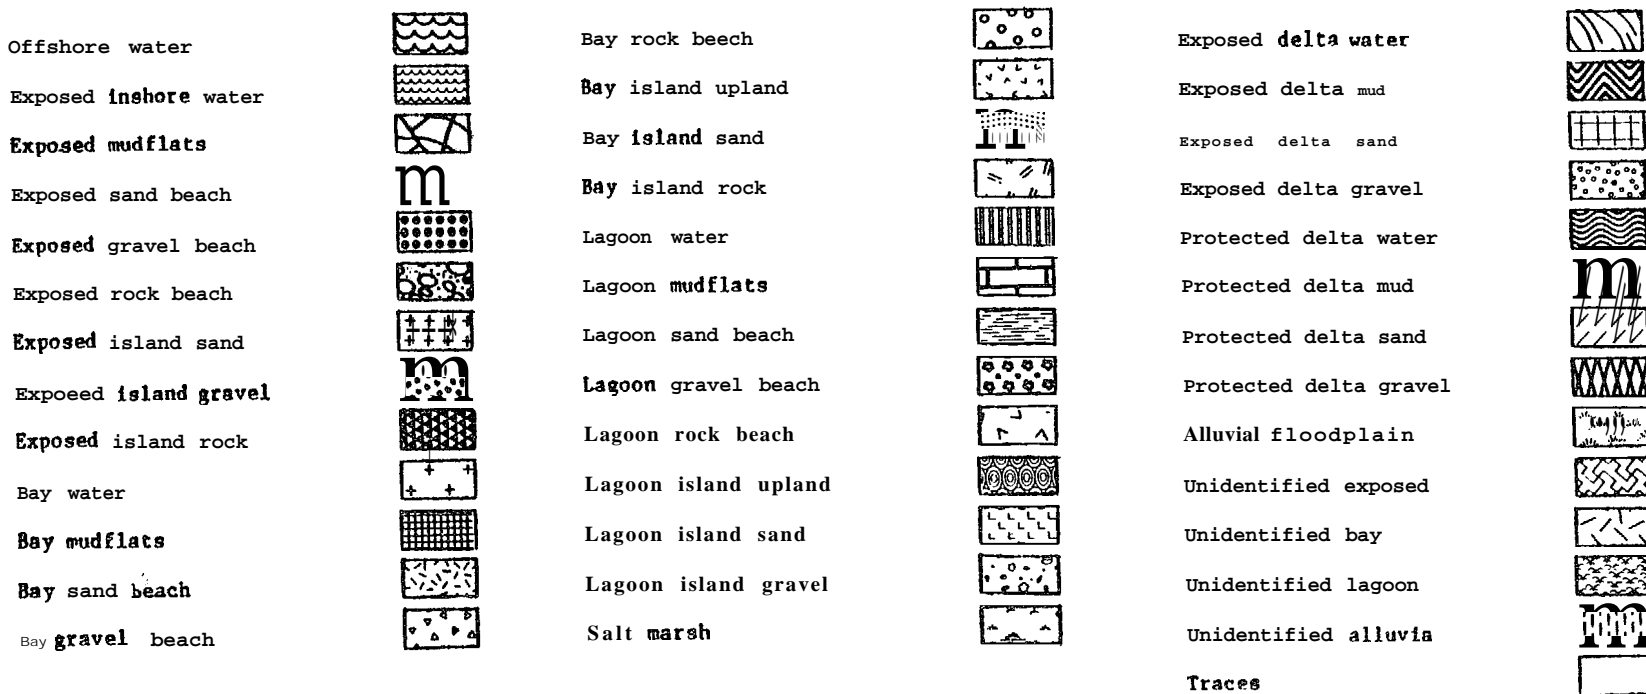 Offshore water
Exposed inshore water
Exposed mudflats
Exposed sand beach
m
Exposed gravel beach
Exposed rock beach
Exposed island sand
Expoeed island gravel
m
Exposed island rock
Bay water
Bay mudflats
Bay sand beach
Bay gravel beach
Bay rock beech
Bay island upland
Bay island sand
Bay island rock
Lagoon water
Lagoon mudflats
Lagoon sand beach
Lagoon gravel beach
Lagoon rock beach
Lagoon island upland
Lagoon island sand
Lagoon island gravel
Salt marsh
Exposed delta water
Exposed delta mud
Exposed delta sand
Exposed delta gravel
Protected delta water
Protected delta mud
m
Protected delta sand
Protected delta gravel
Alluvial floodplain
Unidentified exposed
Unidentified bay
Unidentified lagoon
Unidentified alluvia
m
Traces